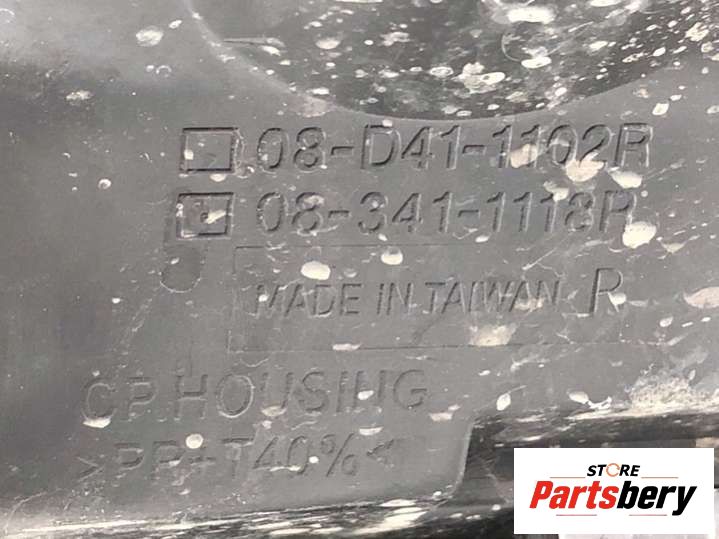 08-D41-1102R
08-341-1118R
MADE IN TAIWAN R
CP.HOUSING
>PP+T40%<
STORE
Partsbery